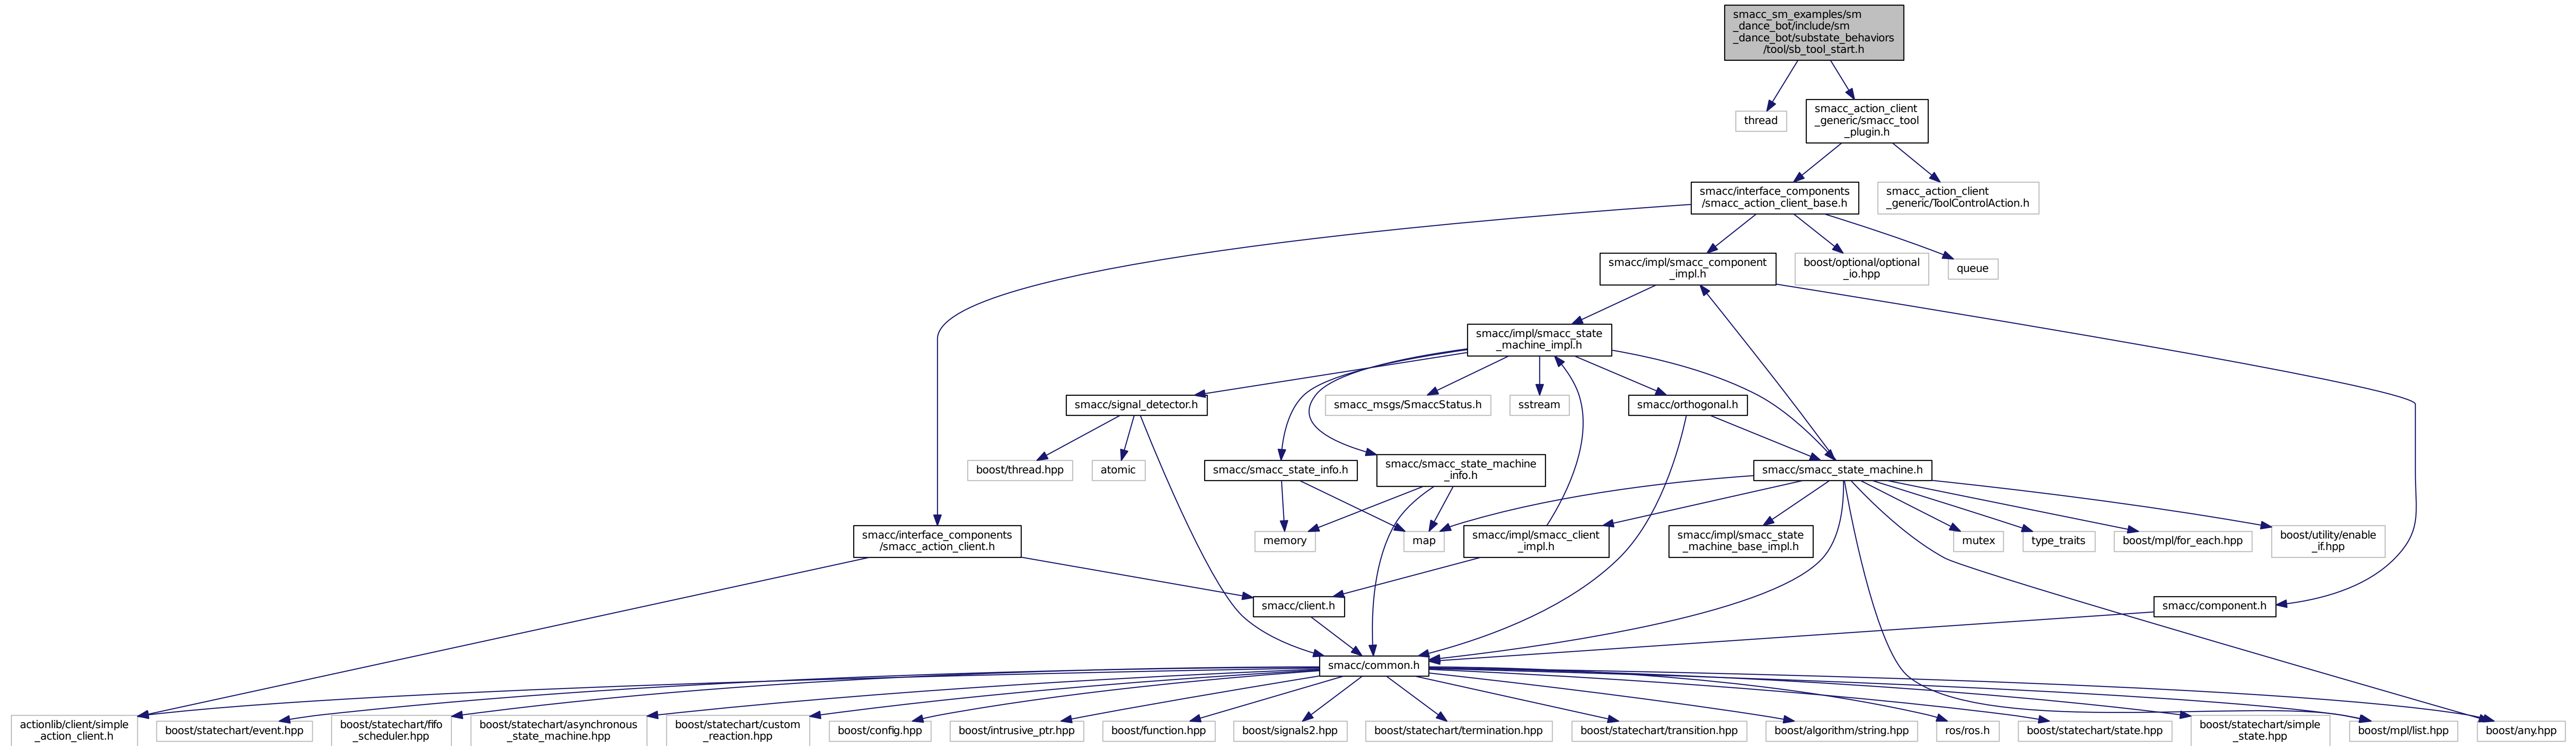 smacc_sm_examples/sm
_dance_bot/include/sm
_dance_bot/substate_behaviors
/tool/sb_tool_start.h
thread
smacc_action_client
_generic/smacc_tool
_plugin.h
smacc/interface_components
/smacc_action_client_base.h
smacc_action_client
_generic/ToolControlAction.h
smacc/impl/smacc_component
_impl.h
boost/optional/optional
_io.hpp
queue
smacc/impl/smacc_state
_machine_impl.h
smacc/signal_detector.h
smacc_msgs/SmaccStatus.h
sstream
smacc/orthogonal.h
boost/thread.hpp
atomic
smacc/smacc_state_info.h
smacc/smacc_state_machine
_info.h
smacc/smacc_state_machine.h
smacc/interface_components
/smacc_action_client.h
memory
map
smacc/impl/smacc_client
_impl.h
smacc/impl/smacc_state
_machine_base_impl.h
mutex
type_traits
boost/mpl/for_each.hpp
boost/utility/enable
_if.hpp
smacc/client.h
smacc/component.h
smacc/common.h
actionlib/client/simple
_action_client.h
boost/statechart/event.hpp
boost/statechart/fifo
_scheduler.hpp
boost/statechart/asynchronous
_state_machine.hpp
boost/statechart/custom
_reaction.hpp
boost/config.hpp
boost/intrusive_ptr.hpp
boost/function.hpp
boost/signals2.hpp
boost/statechart/termination.hpp
boost/statechart/transition.hpp
boost/algorithm/string.hpp
ros/ros.h
boost/statechart/state.hpp
boost/statechart/simple
_state.hpp
boost/mpl/list.hpp
boost/any.hpp